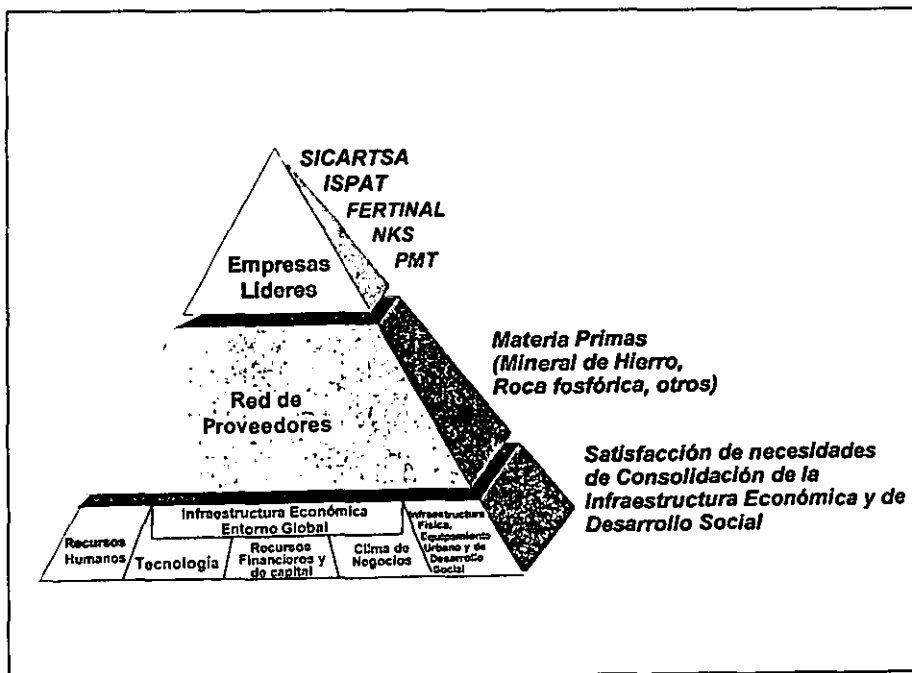 SICARTSA
ISPAT
FERTINAL
NKS
PMT
Empresas
Líderes
Materia Primas
(Mineral de Hierro,
Roca fosfórica, otros)
Red de
Proveedores
Satisfacción de necesidades
de Consolidación de la
Infraestructura Económica y de
Desarrollo Social
Infraestructura Económica
Entorno Global
Recursos
Humanos
Tecnología
Recursos
Financieros y
de capital
Clima de
Negocios
Infraestructura
Física,
Equipamiento
Urbano y de
Desarrollo
Social